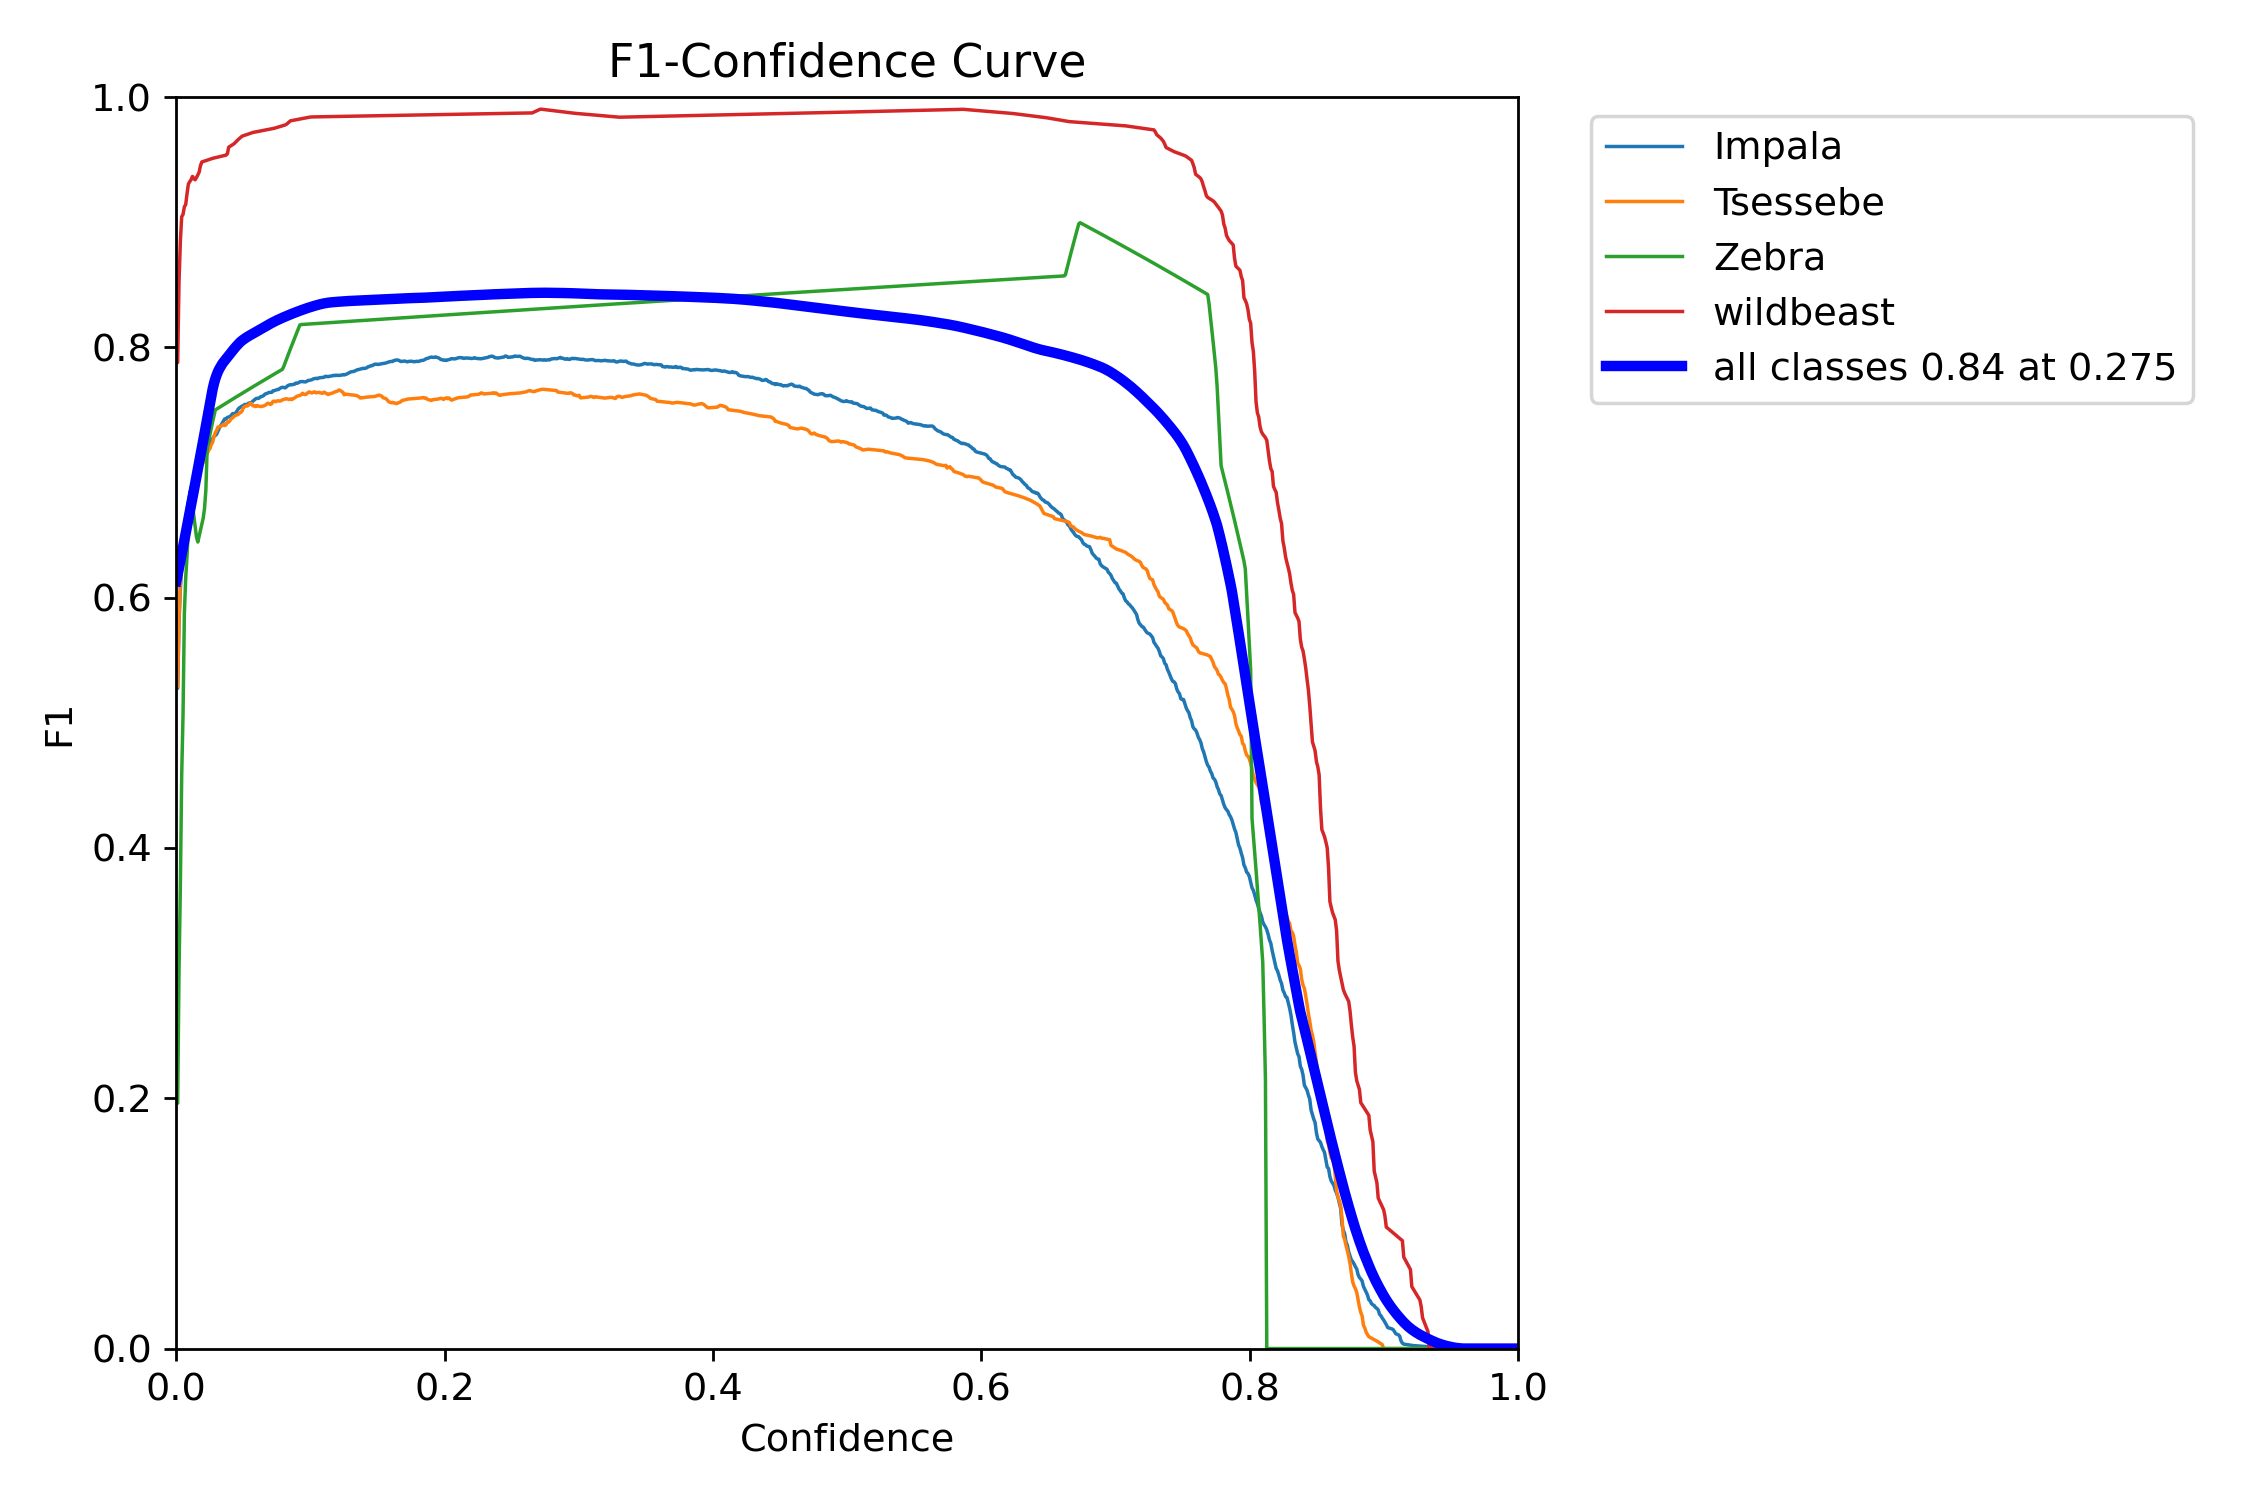 F1-Confidence Curve
1.0
0.8
0.6
0.4
0.2
0.0
F1
0.0 0.2 0.4 0.6 0.8 1.0
Confidence
Impala
Tsessebe
Zebra
wildbeast
all classes 0.84 at 0.275